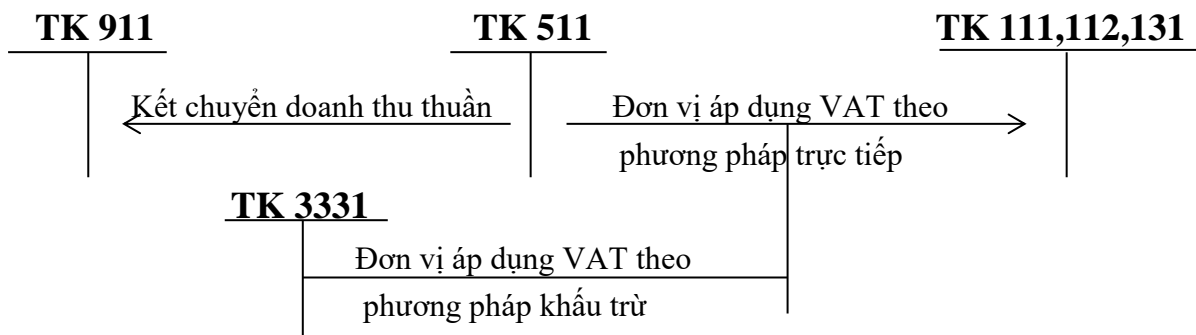 TK 911
TK 511
TK 111,112,131
Kết chuyển doanh thu thuần
Đơn vị áp dụng VAT theo
phương pháp trực tiếp
TK 3331
Đơn vị áp dụng VAT theo
phương pháp khấu trừ